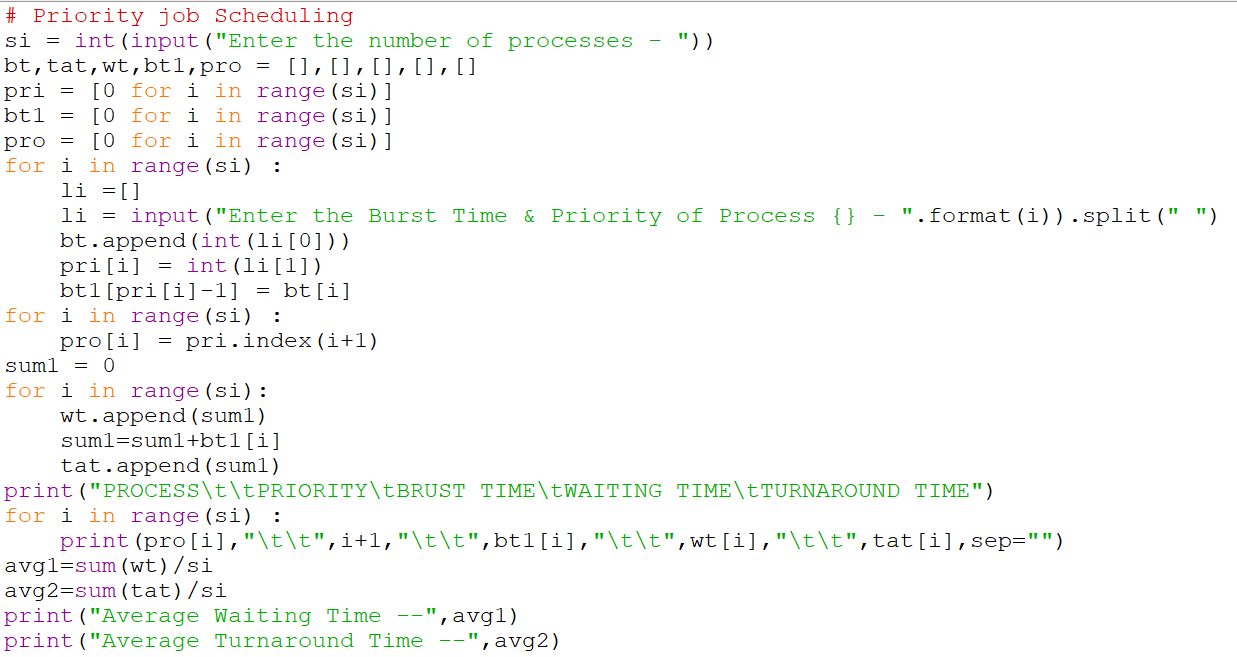 # Priority job Scheduling
si = int(input("Enter the number of processes - "))
bt,tat,wt,bt1,pro = [],[],[],[],[]
pri = [0 for i in range(si)]
bt1 = [0 for i in range(si)]
pro = [0 for i in range(si)]
for i in range(si) :
    li =[]
    li = input("Enter the Burst Time & Priority of Process {} - ".format(i)).split(" ")
    bt.append(int(li[0]))
    pri[i] = int(li[1])
    bt1[pri[i]-1] = bt[i]
for i in range(si) :
    pro[i] = pri.index(i+1)
sum1 = 0
for i in range(si):
    wt.append(sum1)
    sum1=sum1+bt1[i]
    tat.append(sum1)
print("PROCESS\t\tPRIORITY\tBRUST TIME\tWAITING TIME\tTURNAROUND TIME")
for i in range(si) :
    print(pro[i],"\t\t",i+1,"\t\t",bt1[i],"\t\t",wt[i],"\t\t",tat[i],sep="")
avg1=sum(wt)/si
avg2=sum(tat)/si
print("Average Waiting Time --",avg1)
print("Average Turnaround Time --",avg2)